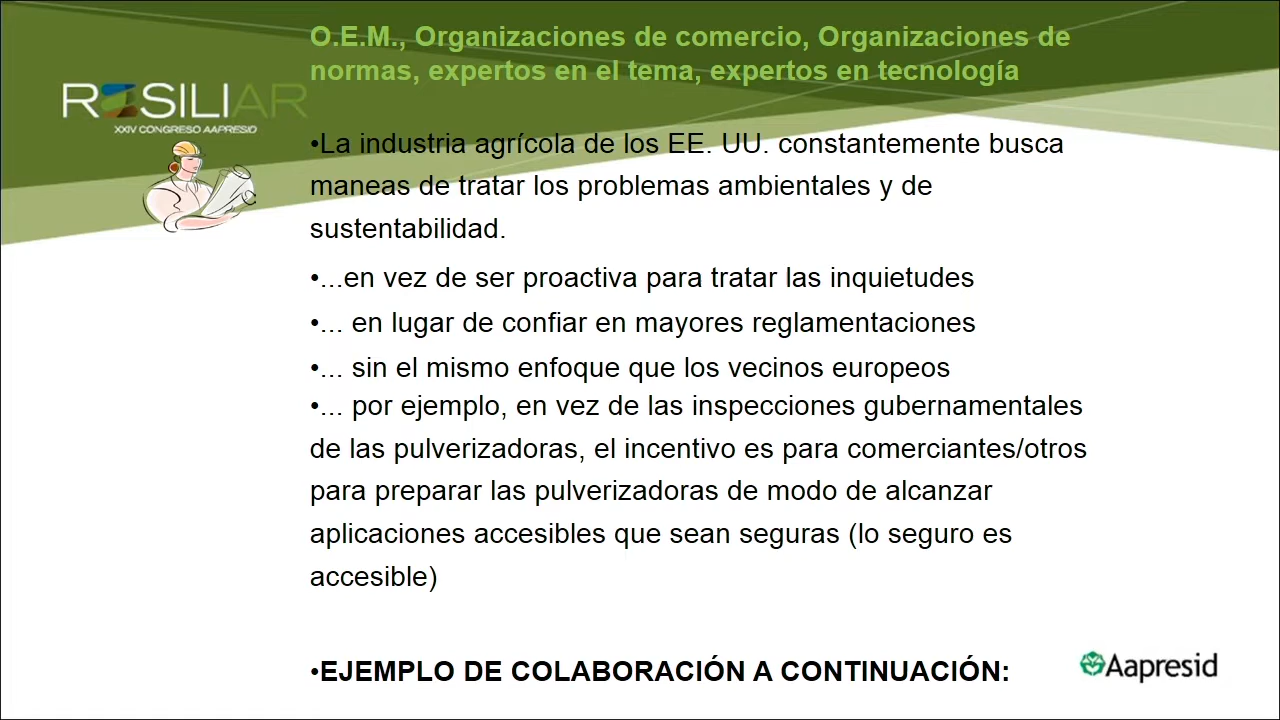 O.E.M., Organizaciones de comercio, Organizaciones de
normas, expertos en el tema, expertos en tecnología
RESILIAR
XXIV CONGRESO AAPRESID
•La industria agrícola de los EE. UU. constantemente busca
maneas de tratar los problemas ambientales y de
sustentabilidad.
•...en vez de ser proactiva para tratar las inquietudes
•... en lugar de confiar en mayores reglamentaciones
•... sin el mismo enfoque que los vecinos europeos
•... por ejemplo, en vez de las inspecciones gubernamentales
de las pulverizadoras, el incentivo es para comerciantes/otros
para preparar las pulverizadoras de modo de alcanzar
aplicaciones accesibles que sean seguras (lo seguro es
accesible)
•EJEMPLO DE COLABORACIÓN A CONTINUACIÓN:
Aapresid